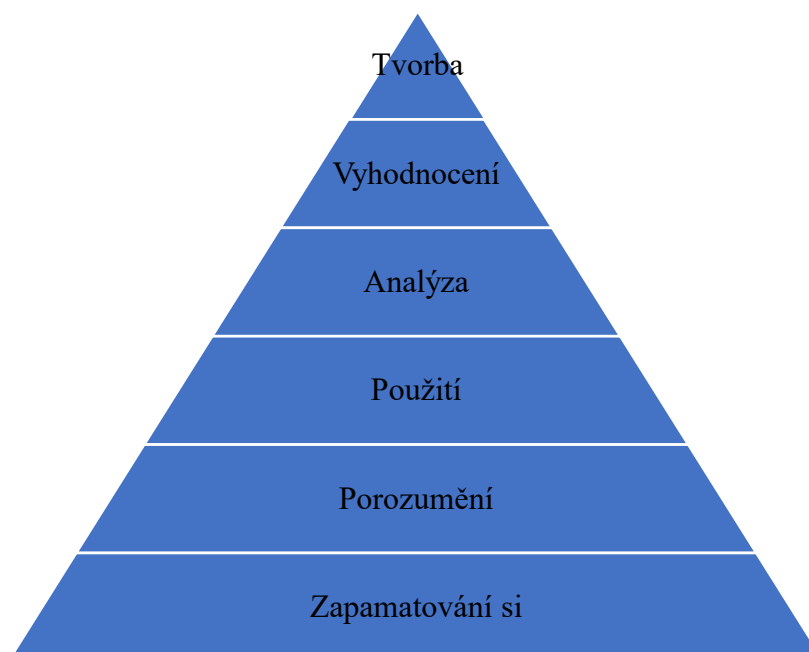 Tvorba
Vyhodnocení
Analýza
Použití
Porozumění
Zapamatování si